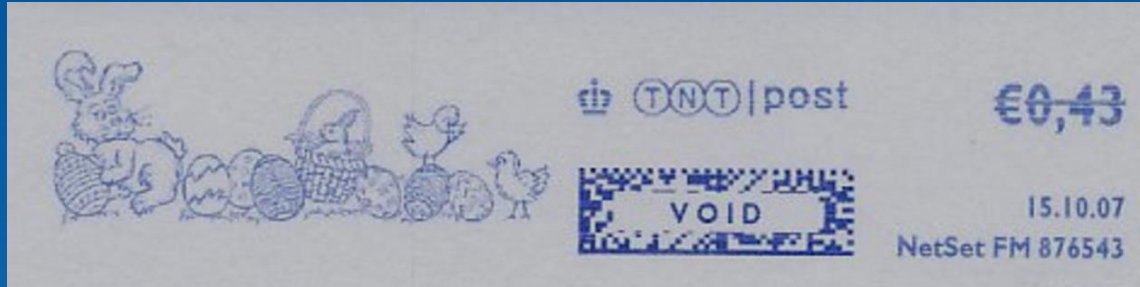 TNT|post
€0,43
VOID
15.10.07
NetSet FM 876543